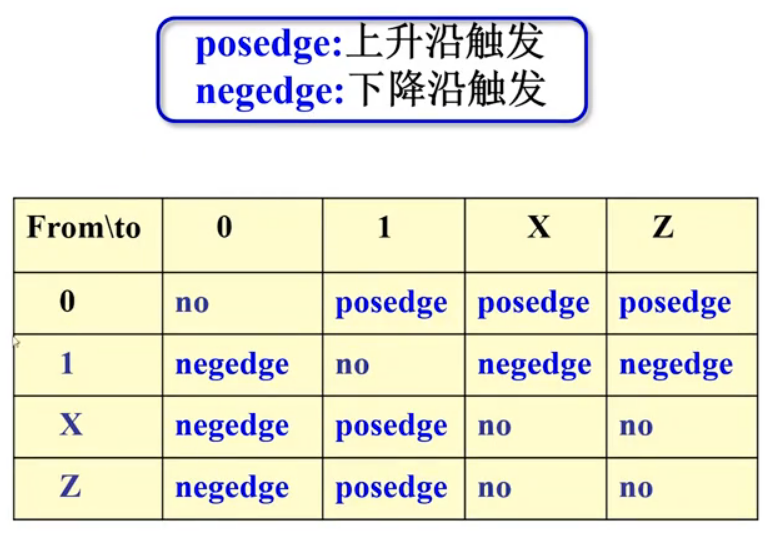 posedge:上升沿触发
negedge:下降沿触发
From\to 0 1 X Z
0 no posedge posedge posedge
1 negedge no negedge negedge
X negedge posedge no no
Z negedge posedge no no